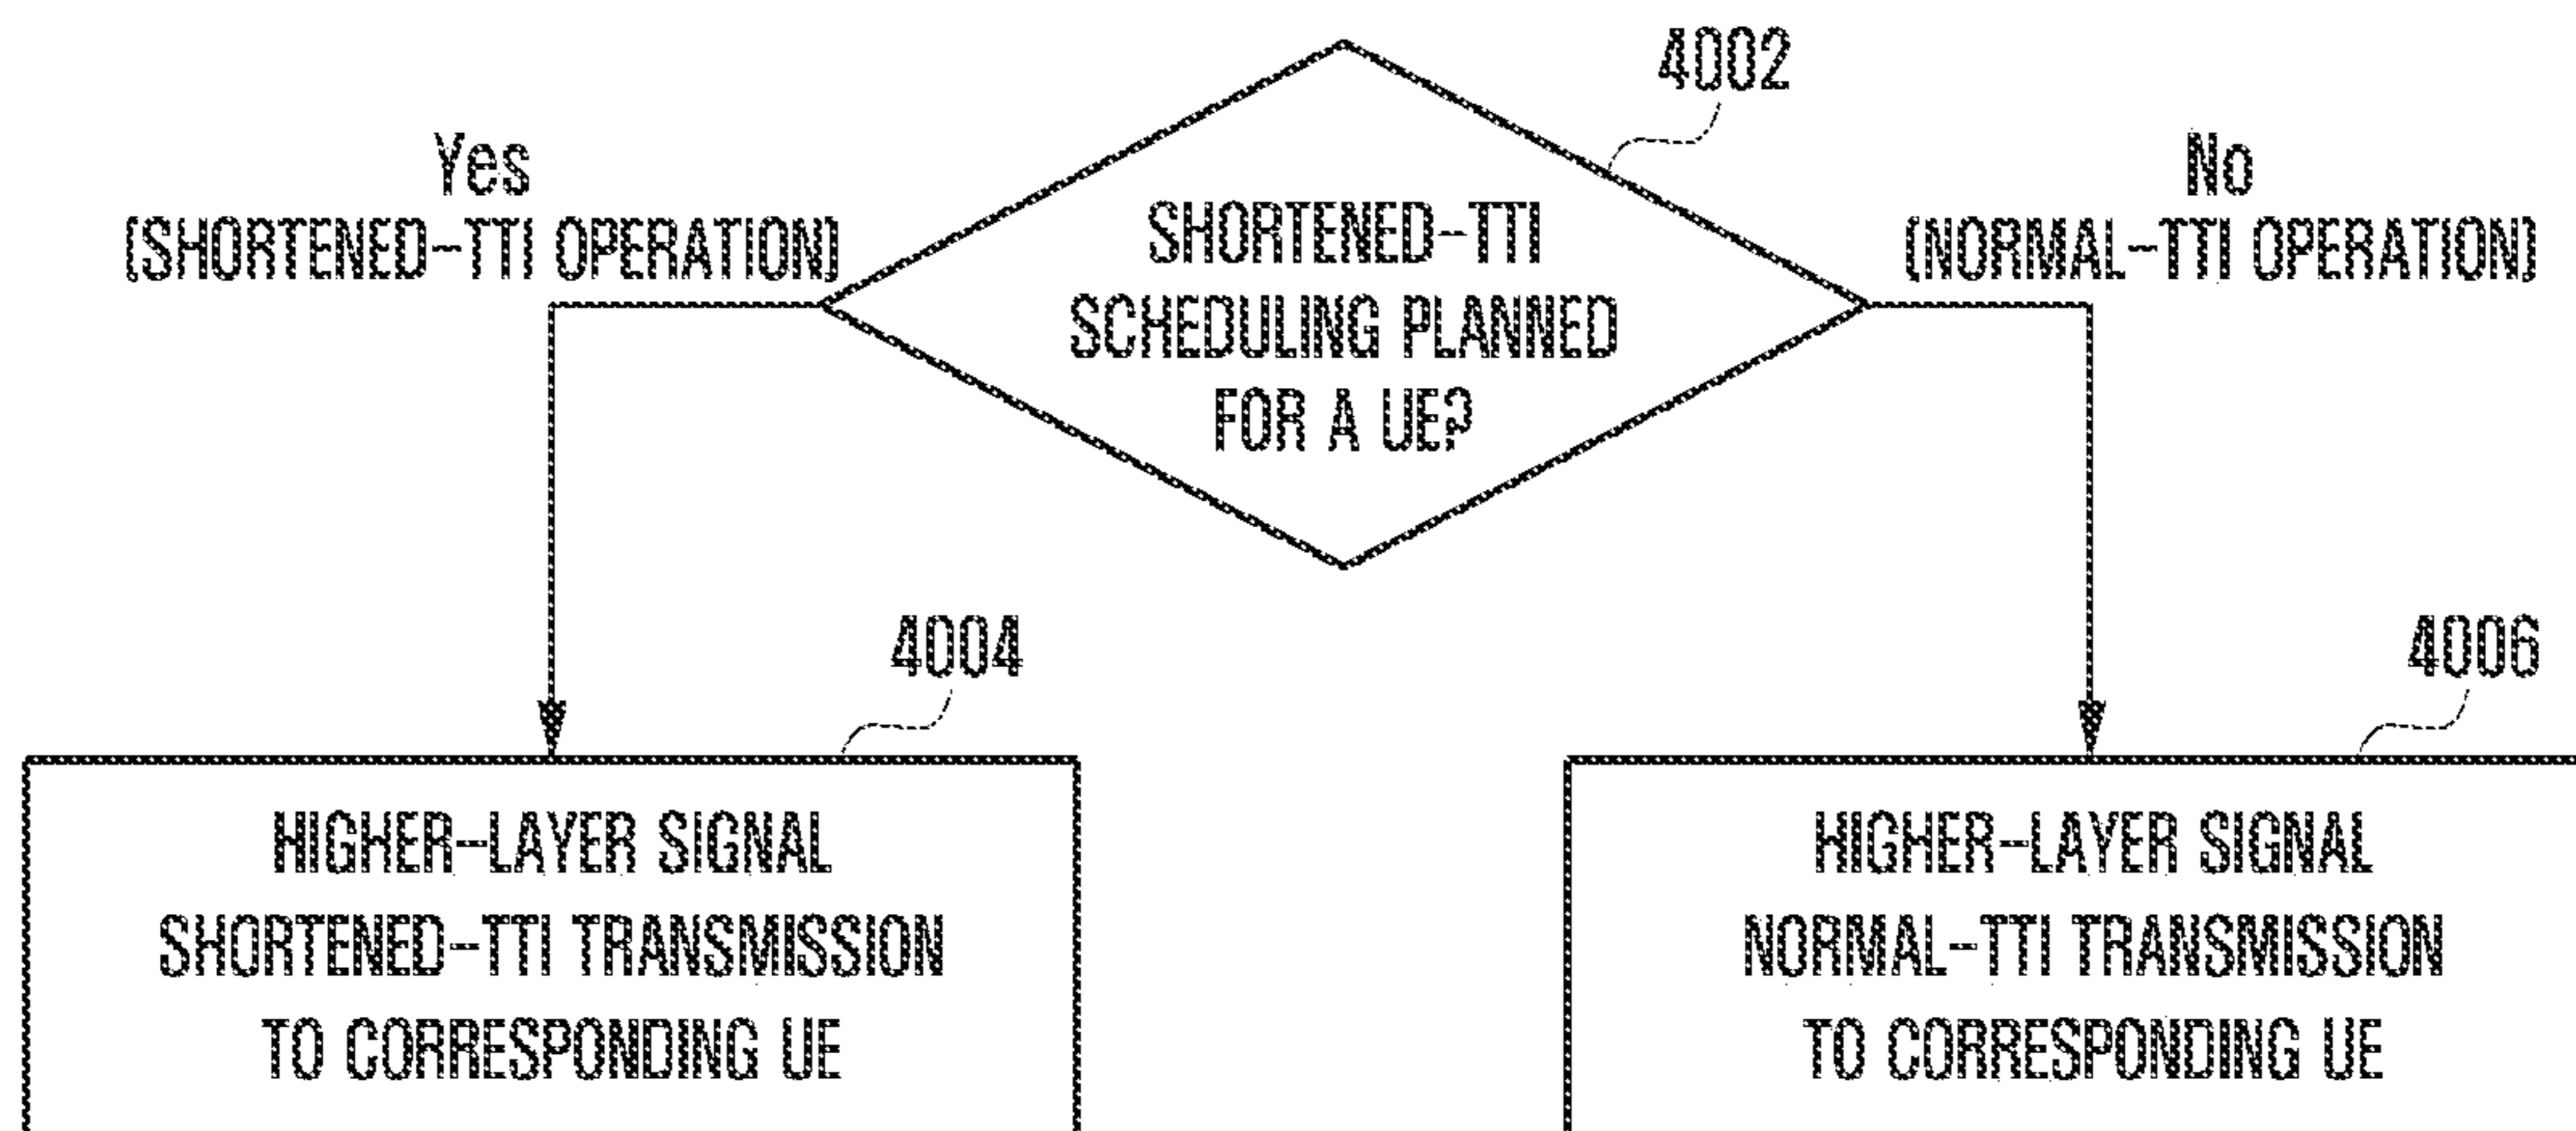 4002
Yes
(SHORTENED-TTI OPERATION)
SHORTENED-TTI
SCHEDULING PLANNED
FOR A UE?
No
(NORMAL-TTI OPERATION)
4004
HIGHER-LAYER SIGNAL
SHORTENED-TTI TRANSMISSION
TO CORRESPONDING UE
4006
HIGHER-LAYER SIGNAL
NORMAL-TTI TRANSMISSION
TO CORRESPONDING UE